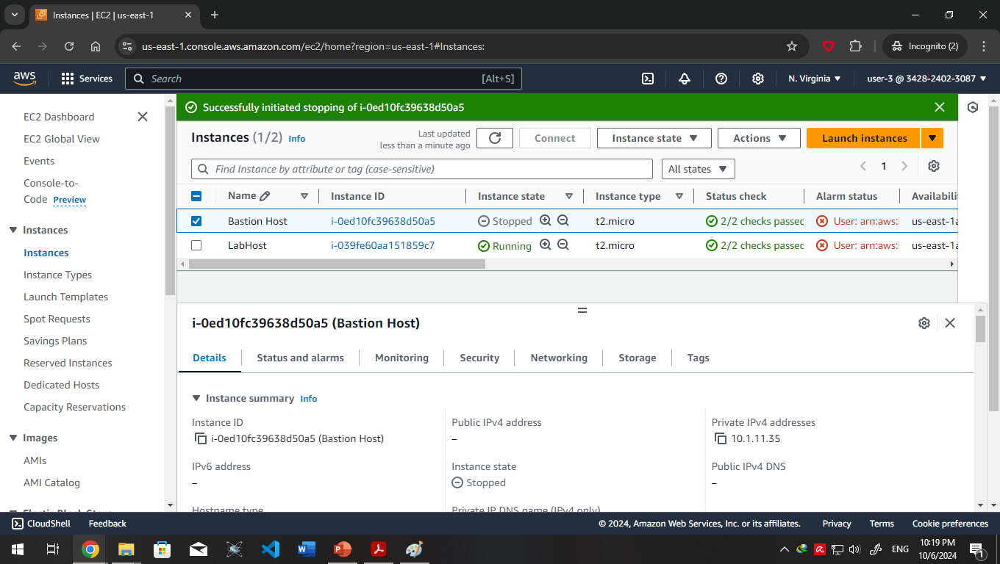 Instances | EC2 | us-east-1
us-east-1.console.aws.amazon.com/ec2/home?region=us-east-1#Instances:
Incognito (2)
aws
Services
Search
[Alt+S]
N. Virginia
user-3 @ 3428-2402-3087
EC2 Dashboard
EC2 Global View
Events
Console-to-
Code Preview
Instances
Instances
Instance Types
Launch Templates
Spot Requests
Savings Plans
Reserved Instances
Dedicated Hosts
Capacity Reservations
Images
AMIs
AMI Catalog
Successfully initiated stopping of i-0ed10fc39638d50a5
Instances (1/2) Info
Last updated
less than a minute ago
Connect
Instance state
Actions
Launch instances
Find Instance by attribute or tag (case-sensitive)
All states
1
Name Instance ID Instance state Instance type Status check Alarm status Availabili
Bastion Host i-0ed10fc39638d50a5 Stopped t2.micro 2/2 checks passed User: arn:aws:i us-east-1a
LabHost i-039fe60aa151859c7 Running t2.micro 2/2 checks passed User: arn:aws:i us-east-1a
i-0ed10fc39638d50a5 (Bastion Host)
Details Status and alarms Monitoring Security Networking Storage Tags
Instance summary Info
Instance ID
i-0ed10fc39638d50a5 (Bastion Host)
Public IPv4 address
–
Private IPv4 addresses
10.1.11.35
IPv6 address
–
Instance state
Stopped
Public IPv4 DNS
–
Hostname type
Private IP DNS name (IPv4 only)
CloudShell
Feedback
© 2024, Amazon Web Services, Inc. or its affiliates.
Privacy
Terms
Cookie preferences
ENG
10:19 PM
10/6/2024
1